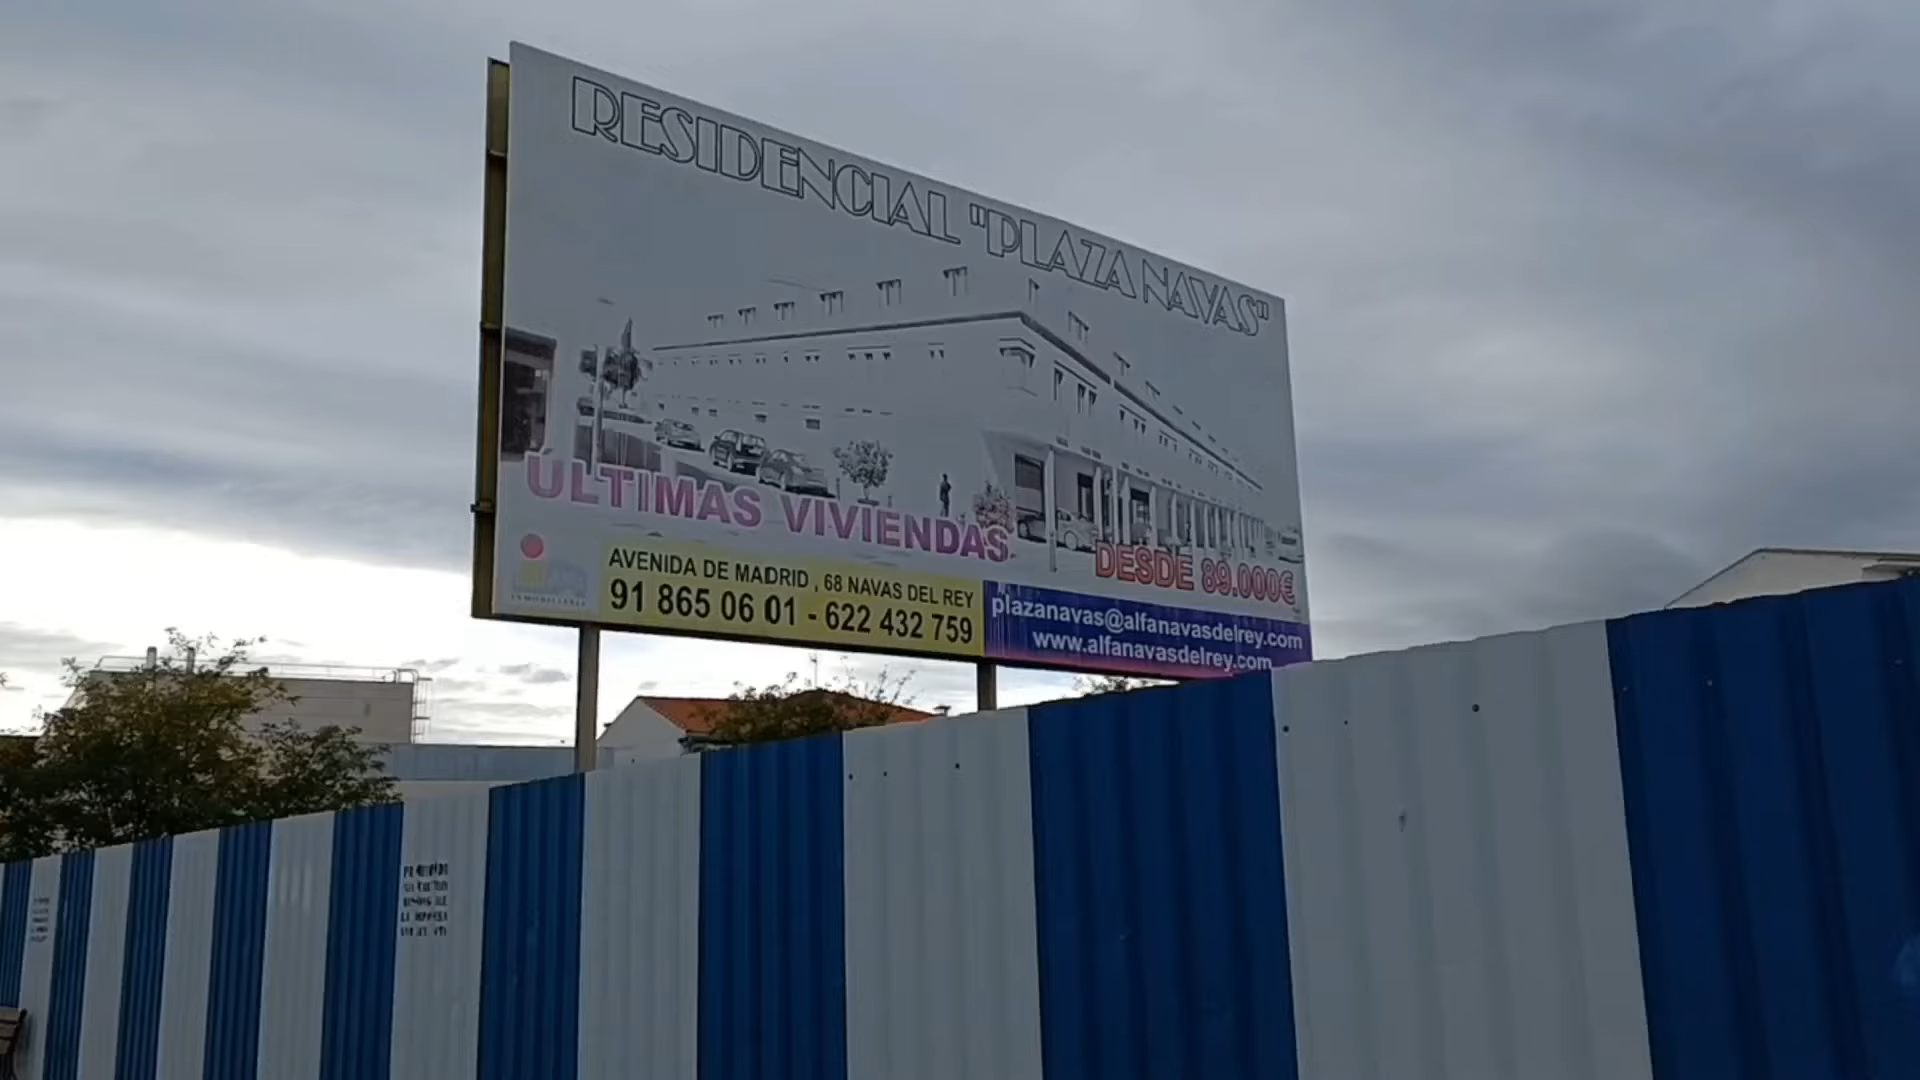 RESIDENCIAL "PLAZA NAVAS"
ÚLTIMAS VIVIENDAS
DESDE 89.000€
AVENIDA DE MADRID , 68 NAVAS DEL REY
91 865 06 01 - 622 432 759
plazanavas@alfanavasdelrey.com
www.alfanavasdelrey.com
INMOBILIARIA